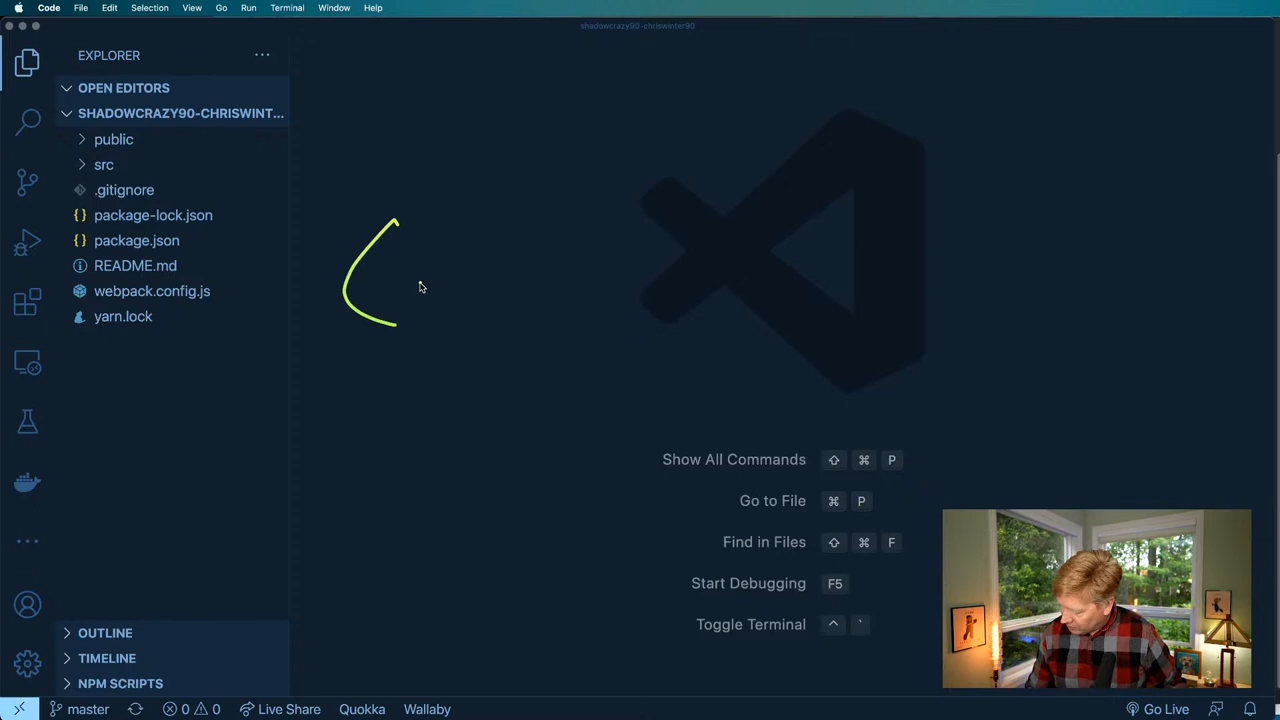 Code File Edit Selection View Go Run Terminal Window Help
shadowcrazy90-chriswinter90
EXPLORER
OPEN EDITORS
SHADOWCRAZY90-CHRISWINT...
public
src
.gitignore
{} package-lock.json
{} package.json
README.md
webpack.config.js
yarn.lock
Show All Commands ⇧ ⌘ P
Go to File ⌘ P
Find in Files ⇧ ⌘ F
Start Debugging F5
Toggle Terminal ^ `
OUTLINE
TIMELINE
NPM SCRIPTS
master 0 0 Live Share Quokka Wallaby Go Live